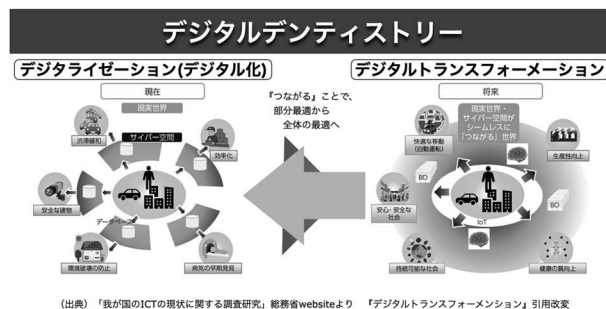 デジタルデンティストリー
デジタライゼーション(デジタル化)
現在
現実世界
サイバー空間
渋滞緩和
効率化
安全な建物
データベース
環境破壊の防止
病気の早期発見
『つながる』ことで、
部分最適から
全体の最適へ
デジタルトランスフォーメーション
将来
現実世界・
サイバー空間が
シームレスに
『つながる』世界
快適な移動
(自動運転)
生産性向上
BD
安心・安全な
社会
BD
IoT
持続可能な社会
健康の質向上
(出典)「我が国のICTの現状に関する調査研究」総務省websiteより 『デジタルトランスフォーメンション』引用改変